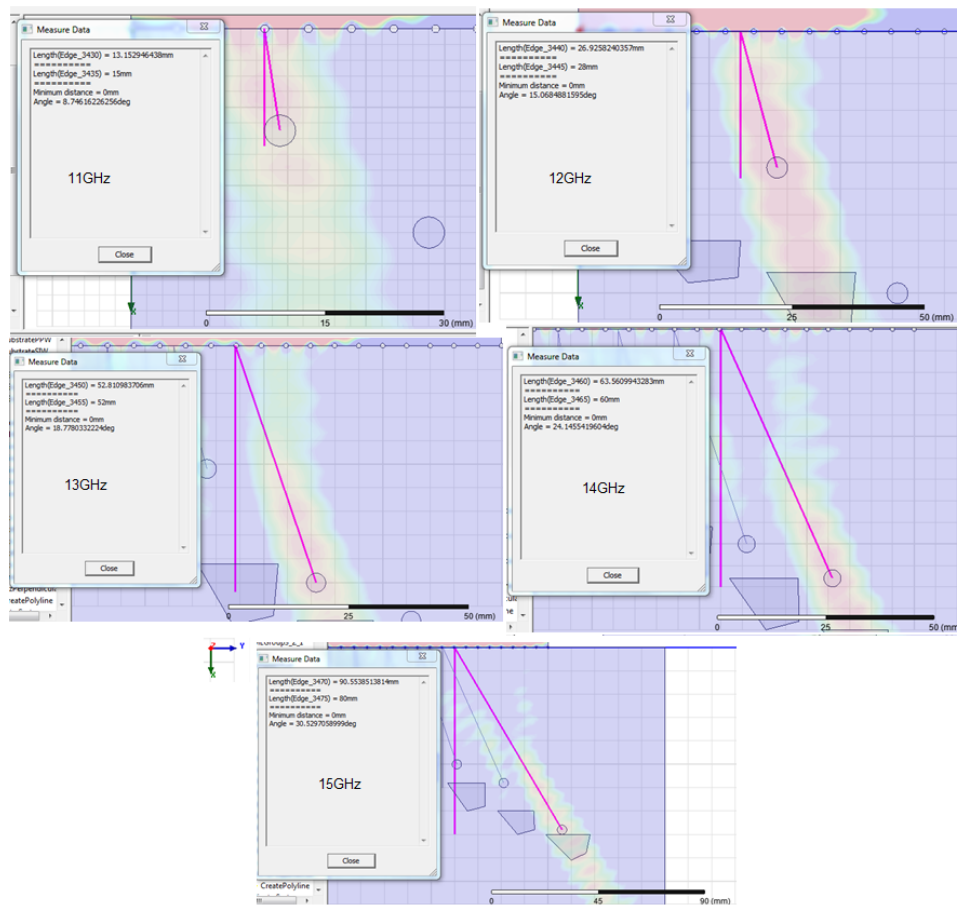 Measure Data
Length(Edge_3430) = 13.152946438mm
==========
Length(Edge_3435) = 15mm
==========
Minimum distance = 0mm
Angle = 8.74616226256deg
11GHz
Close
X
0 15 30 (mm)
Measure Data
Length(Edge_3440) = 26.9258240357mm
==========
Length(Edge_3445) = 28mm
==========
Minimum distance = 0mm
Angle = 15.0684881595deg
12GHz
Close
X
0 25 50 (mm)
ubstratePPW
Measure Data
Length(Edge_3450) = 52.810983706mm
==========
Length(Edge_3455) = 52mm
==========
Minimum distance = 0mm
Angle = 18.7780332224deg
13GHz
Close
ePerpendicula
reatePolyline
0 25 50 (mm)
Measure Data
Length(Edge_3460) = 63.5609943283mm
==========
Length(Edge_3465) = 60mm
==========
Minimum distance = 0mm
Angle = 24.1455419604deg
14GHz
Close
0 25 50 (mm)
Z Y
X
Measure Data
Length(Edge_3470) = 90.5538513814mm
==========
Length(Edge_3475) = 80mm
==========
Minimum distance = 0mm
Angle = 30.5297058999deg
15GHz
Close
CreatePolyline
0 45 90 (mm)